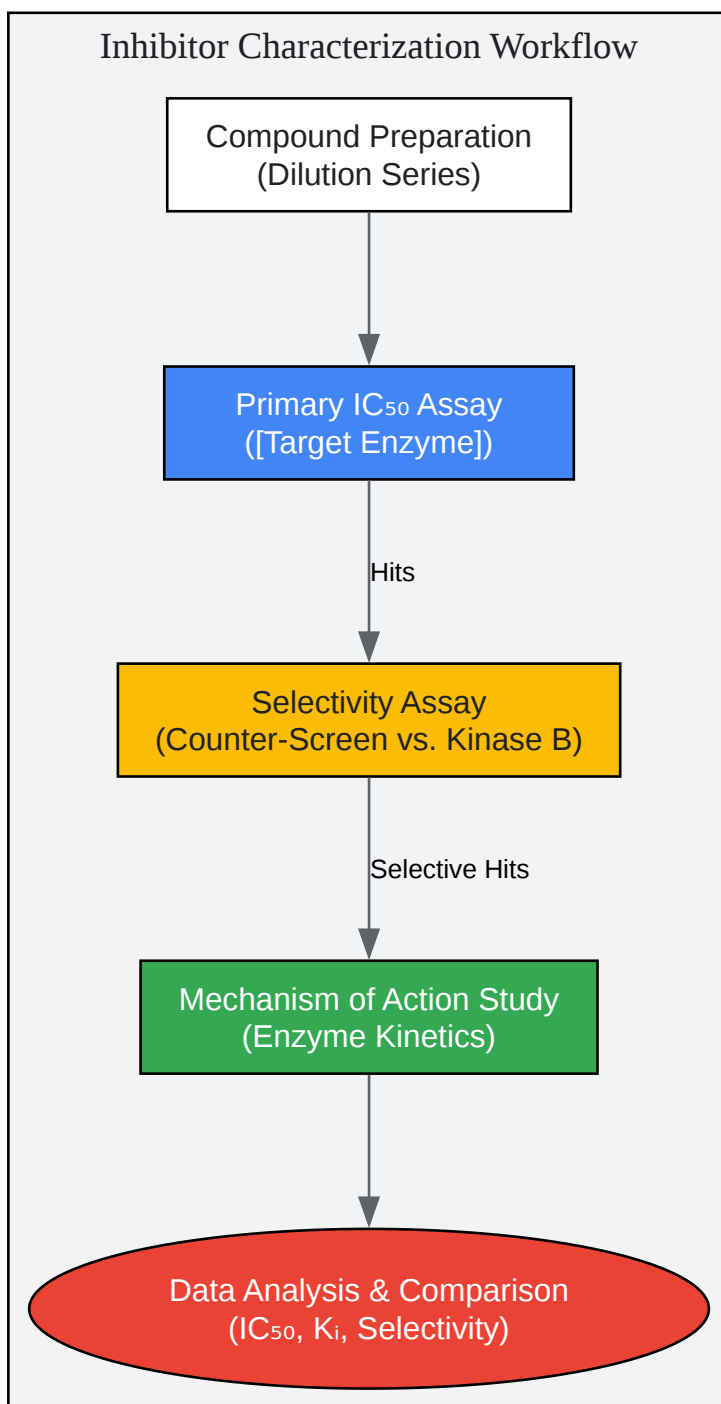 Inhibitor Characterization Workflow
Compound Preparation
(Dilution Series)
Primary IC₅₀ Assay
([Target Enzyme])
Hits
Selectivity Assay
(Counter-Screen vs. Kinase B)
Selective Hits
Mechanism of Action Study
(Enzyme Kinetics)
Data Analysis & Comparison
(IC₅₀, Kᵢ, Selectivity)